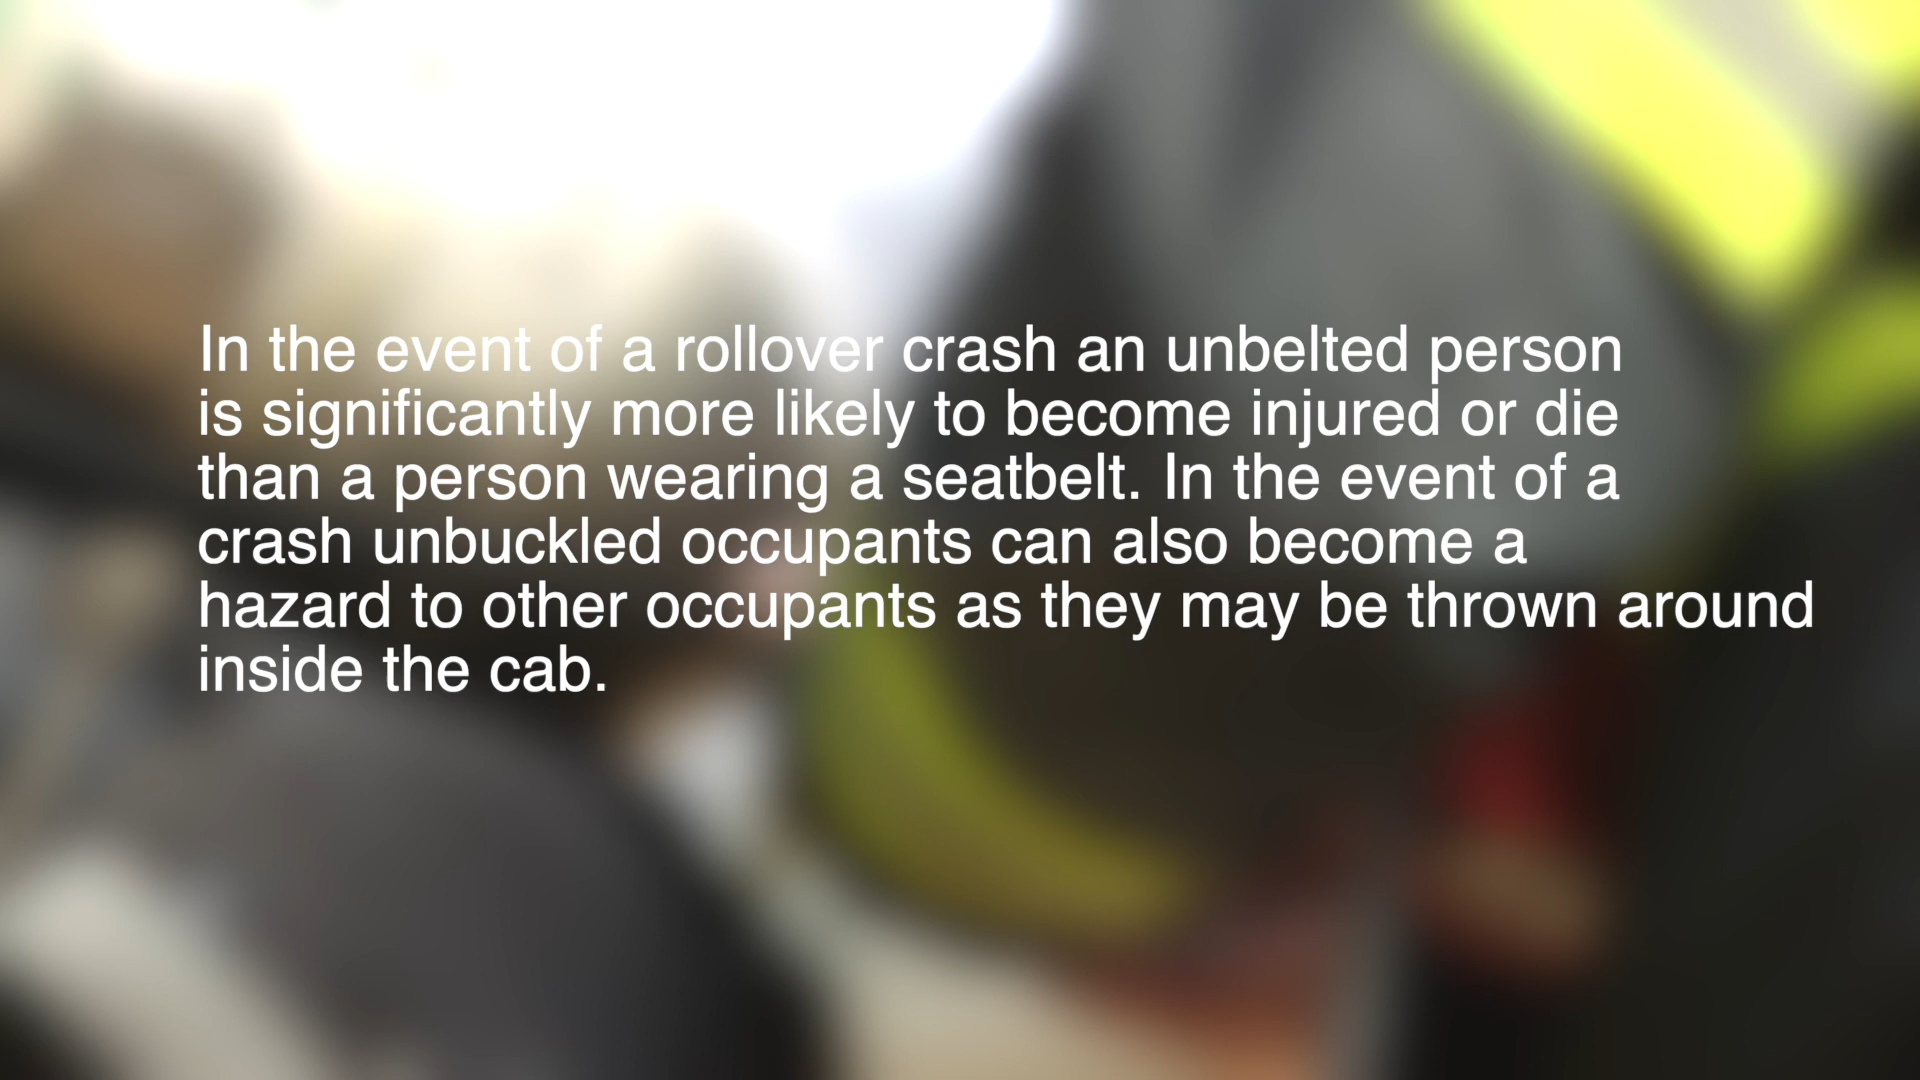 In the event of a rollover crash an unbelted person
is significantly more likely to become injured or die
than a person wearing a seatbelt. In the event of a
crash unbuckled occupants can also become a
hazard to other occupants as they may be thrown around
inside the cab.